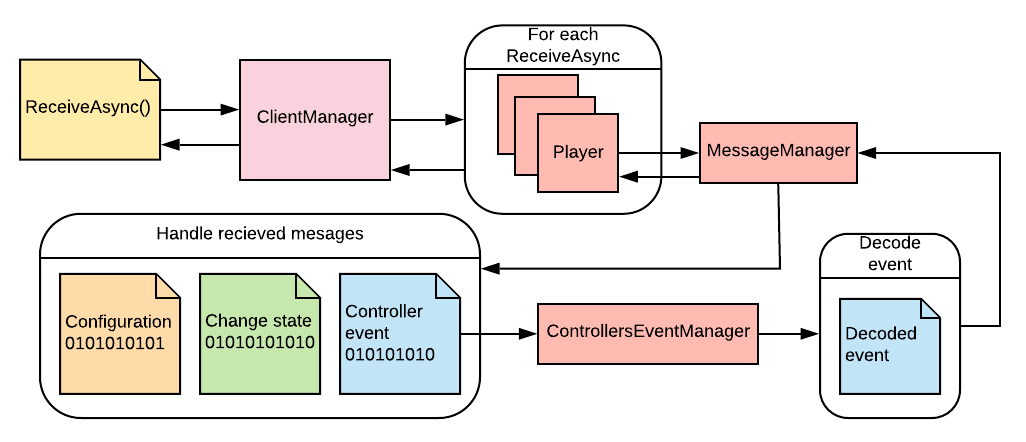 For each
ReceiveAsync
ReceiveAsync()
ClientManager
Player
MessageManager
Handle recieved mesages
Configuration
0101010101
Change state
01010101010
Controller
event
010101010
ControllersEventManager
Decode
event
Decoded
event